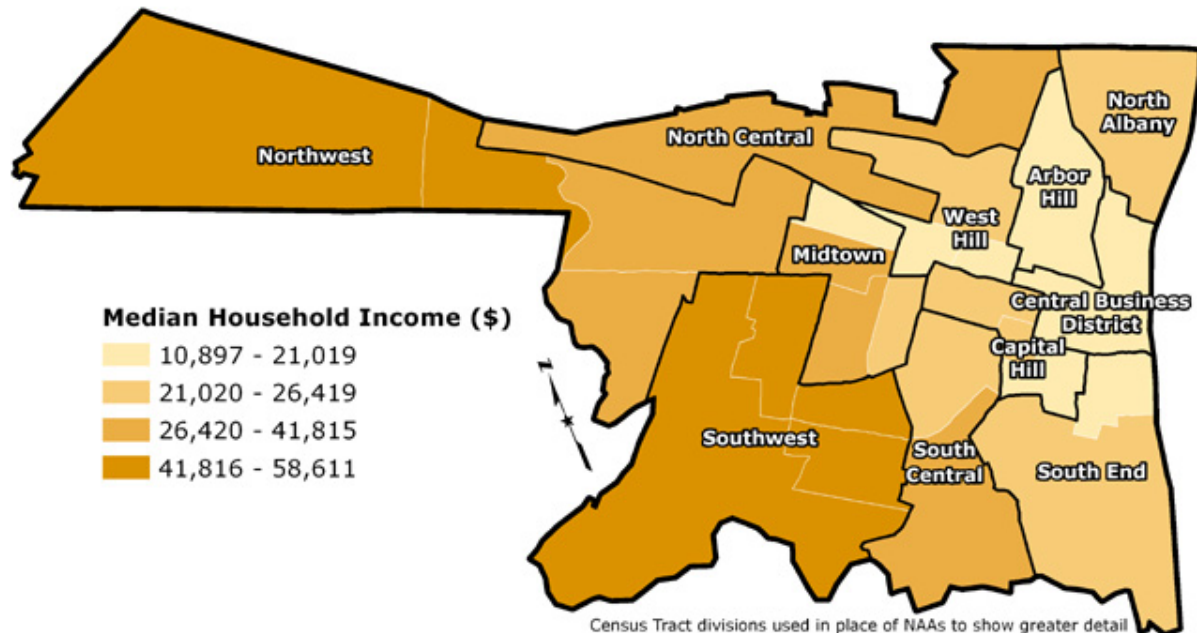 Northwest
North Central
North
Albany
Arbor
Hill
West
Hill
Midtown
Central Business
District
Capital
Hill
Southwest
South
Central
South End
Median Household Income ($)
10,897 - 21,019
21,020 - 26,419
26,420 - 41,815
41,816 - 58,611
N
Census Tract divisions used in place of NAAs to show greater detail